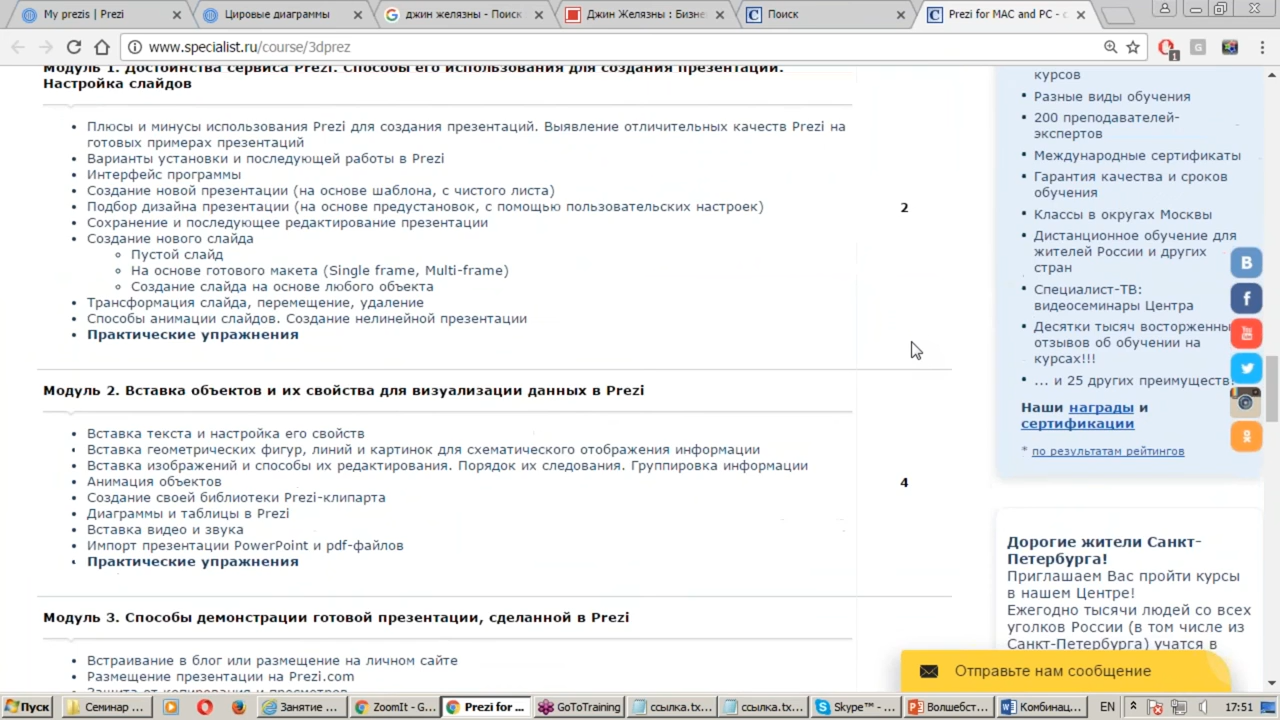 My prezis | Prezi
Цировые диаграммы
джин желязны - Поиск
Джин Желязны : Бизне
Поиск
Prezi for MAC and PC - c
www.specialist.ru/course/3dprez
Модуль 1. Достоинства сервиса Prezi. Способы его использования для создания презентации.
Настройка слайдов
• Плюсы и минусы использования Prezi для создания презентаций. Выявление отличительных качеств Prezi на
готовых примерах презентаций
• Варианты установки и последующей работы в Prezi
• Интерфейс программы
• Создание новой презентации (на основе шаблона, с чистого листа)
• Подбор дизайна презентации (на основе предустановок, с помощью пользовательских настроек)
• Сохранение и последующее редактирование презентации
• Создание нового слайда
◦ Пустой слайд
◦ На основе готового макета (Single frame, Multi-frame)
◦ Создание слайда на основе любого объекта
• Трансформация слайда, перемещение, удаление
• Способы анимации слайдов. Создание нелинейной презентации
• Практические упражнения
2
Модуль 2. Вставка объектов и их свойства для визуализации данных в Prezi
• Вставка текста и настройка его свойств
• Вставка геометрических фигур, линий и картинок для схематического отображения информации
• Вставка изображений и способы их редактирования. Порядок их следования. Группировка информации
• Анимация объектов
• Создание своей библиотеки Prezi-клипарта
• Диаграммы и таблицы в Prezi
• Вставка видео и звука
• Импорт презентации PowerPoint и pdf-файлов
• Практические упражнения
4
Модуль 3. Способы демонстрации готовой презентации, сделанной в Prezi
• Встраивание в блог или размещение на личном сайте
• Размещение презентации на Prezi.com
• Защита от копирования и просмотров
курсов
• Разные виды обучения
• 200 преподавателей-
экспертов
• Международные сертификаты
• Гарантия качества и сроков
обучения
• Классы в округах Москвы
• Дистанционное обучение для
жителей России и других
стран
• Специалист-ТВ:
видеосеминары Центра
• Десятки тысяч восторженны
отзывов об обучении на
курсах!!!
• ... и 25 других преимуществ.
Наши награды и
сертификации
* по результатам рейтингов
Дорогие жители Санкт-
Петербурга!
Приглашаем Вас пройти курсы
в нашем Центре!
Ежегодно тысячи людей со всех
уголков России (в том числе из
Санкт-Петербурга) учатся в
B
f
You
Отправьте нам сообщение
Пуск
Семинар ...
Занятие ...
ZoomIt - G...
Prezi for ...
GoToTraining
ссылка.tx...
ссылка.tx...
Skype™ - ...
Волшебст...
Комбинац...
17:51